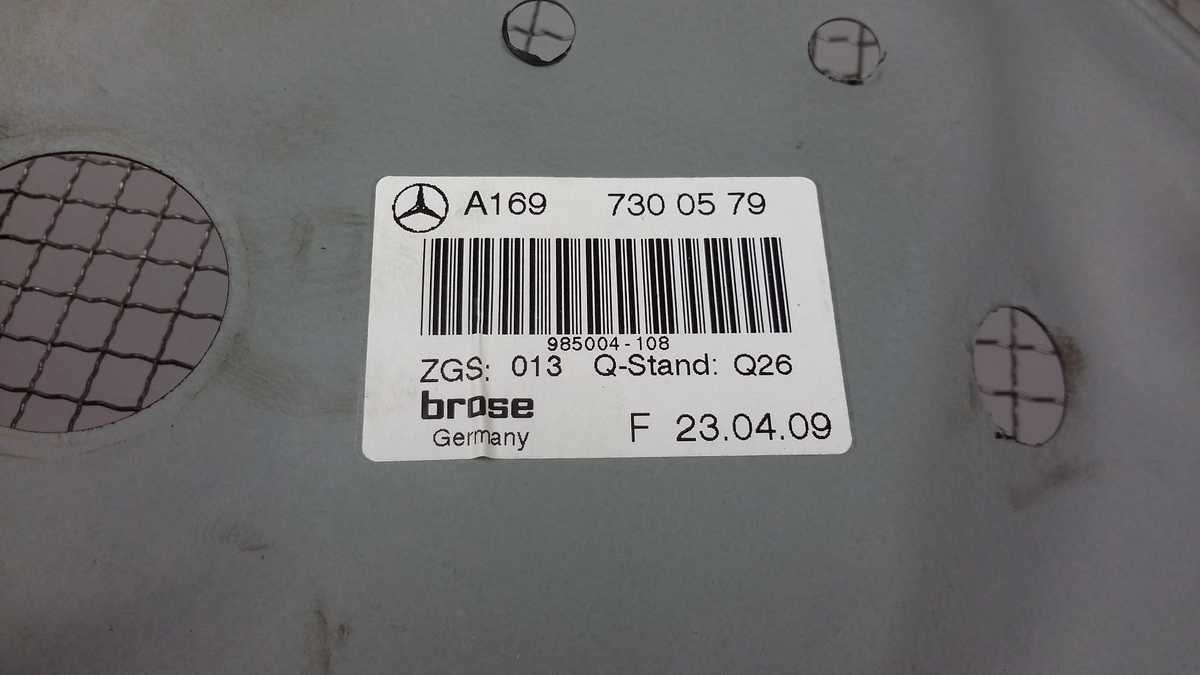 A169 730 05 79
985004-108
ZGS: 013 Q-Stand: Q26
brose
Germany F 23.04.09